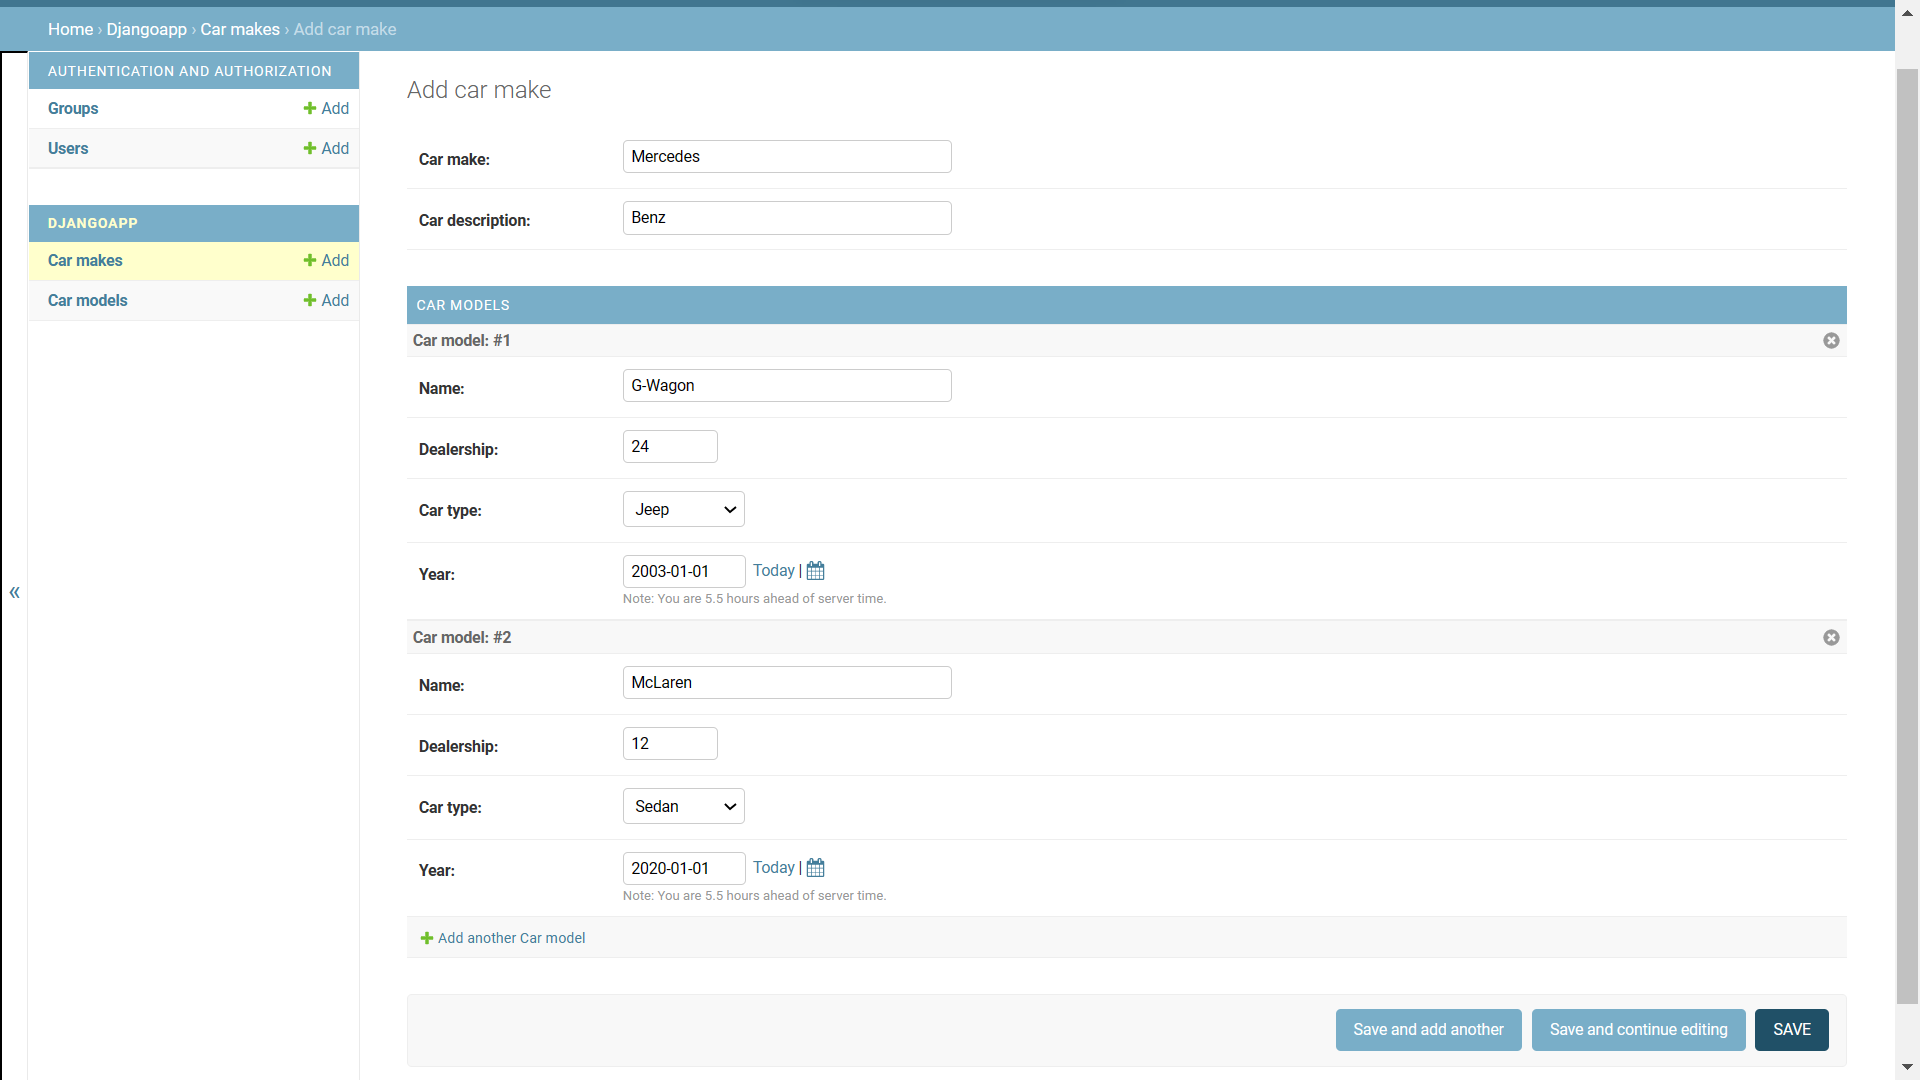 Home › Djangoapp › Car makes › Add car make
AUTHENTICATION AND AUTHORIZATION
Groups Add
Users Add
DJANGOAPP
Car makes Add
Car models Add
«
Add car make
Car make: Mercedes
Car description: Benz
CAR MODELS
Car model: #1
Name: G-Wagon
Dealership: 24
Car type: Jeep
Year: 2003-01-01 Today |
Note: You are 5.5 hours ahead of server time.
Car model: #2
Name: McLaren
Dealership: 12
Car type: Sedan
Year: 2020-01-01 Today |
Note: You are 5.5 hours ahead of server time.
Add another Car model
Save and add another Save and continue editing SAVE